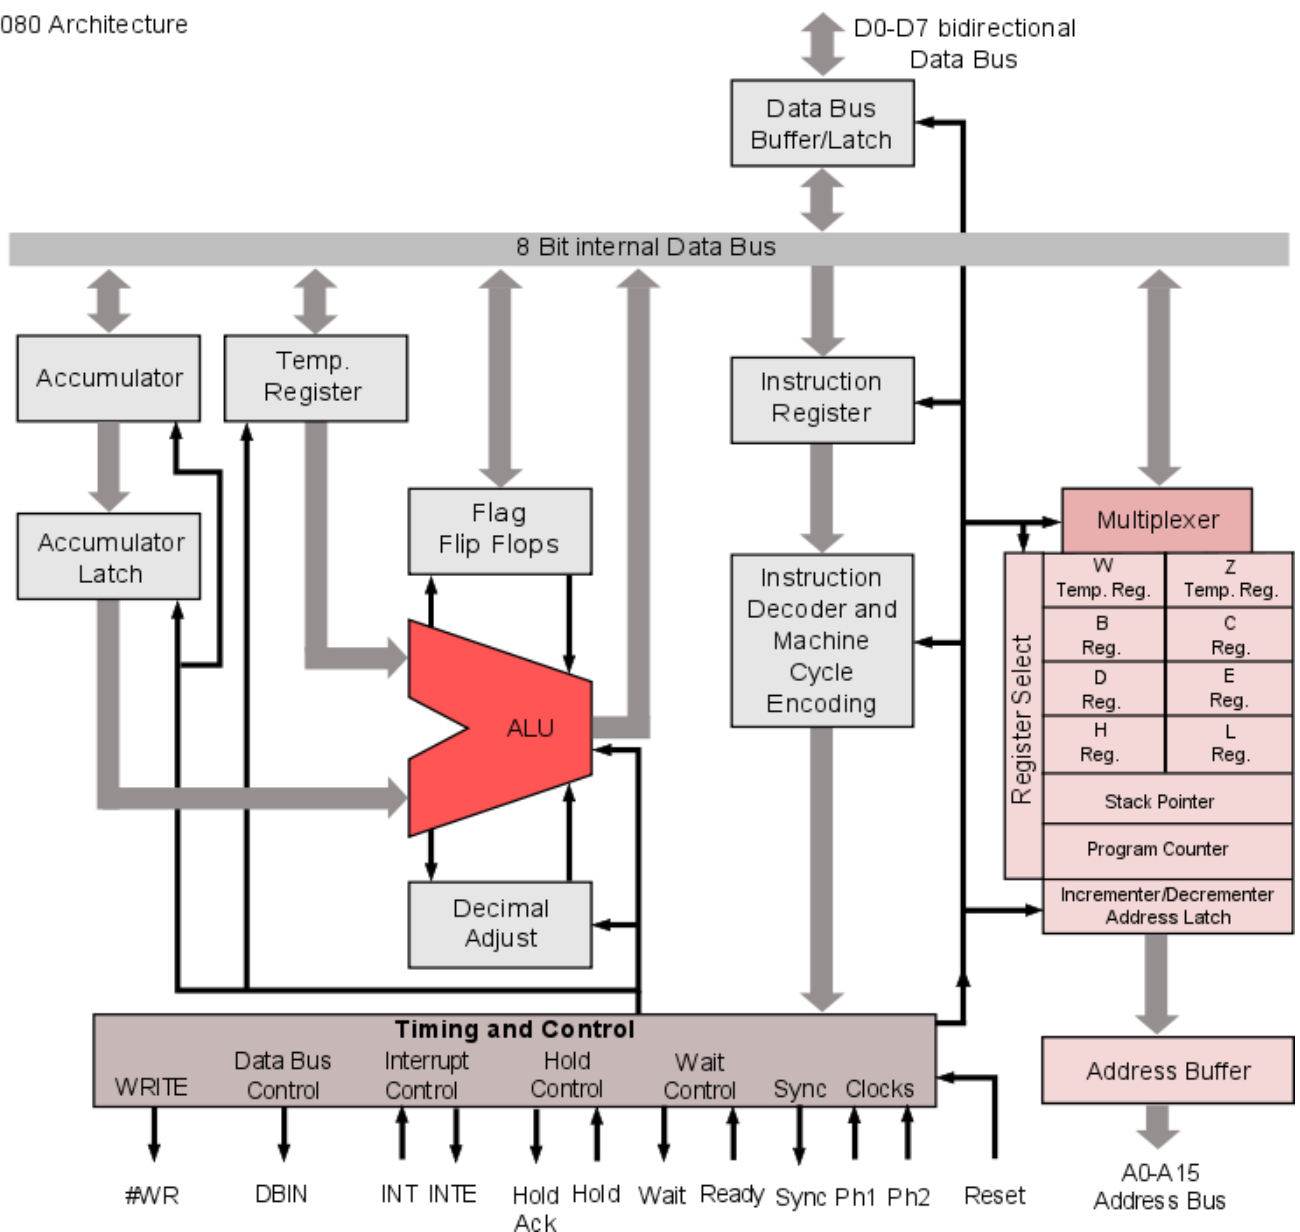 080 Architecture
D0-D7 bidirectional
Data Bus
Data Bus
Buffer/Latch
8 Bit internal Data Bus
Accumulator
Temp.
Register
Instruction
Register
Multiplexer
Accumulator
Latch
Flag
Flip Flops
Instruction
Decoder and
Machine
Cycle
Encoding
Register Select
W
Temp. Reg.
Z
Temp. Reg.
B
Reg.
C
Reg.
D
Reg.
E
Reg.
H
Reg.
L
Reg.
Stack Pointer
Program Counter
Incrementer/Decrementer
Address Latch
ALU
Decimal
Adjust
Timing and Control
WRITE
Data Bus
Control
Interrupt
Control
Hold
Control
Wait
Control
Sync
Clocks
Address Buffer
#WR
DBIN
INT
INTE
Hold
Ack
Hold
Wait
Ready
Sync
Ph1
Ph2
Reset
A0-A15
Address Bus